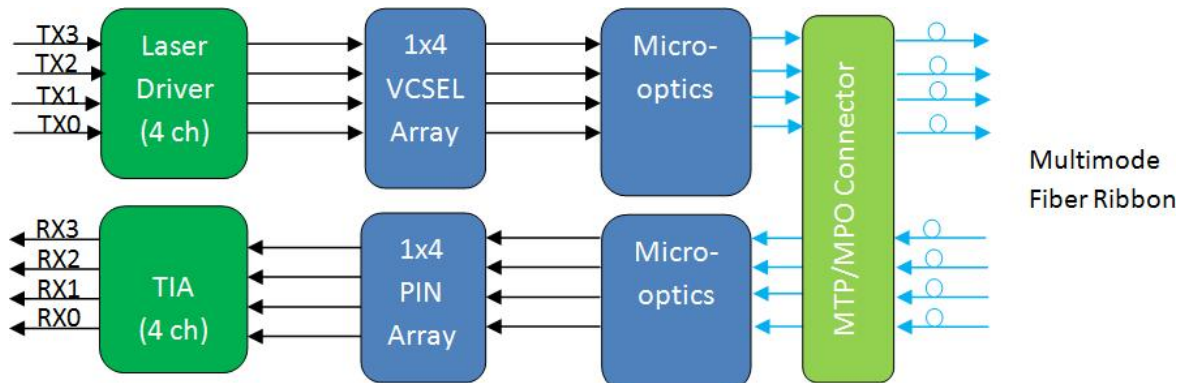 TX3
TX2
TX1
TX0
Laser
Driver
(4 ch)
1x4
VCSEL
Array
Micro-
optics
MTP/MPO Connector
Multimode
Fiber Ribbon
RX3
RX2
RX1
RX0
TIA
(4 ch)
1x4
PIN
Array
Micro-
optics